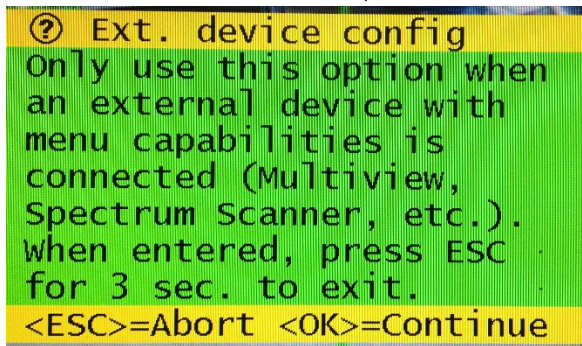 ? Ext. device config
Only use this option when
an external device with
menu capabilities is
connected (Multiview,
Spectrum Scanner, etc.).
When entered, press ESC
for 3 sec. to exit.
<ESC>=Abort <OK>=Continue